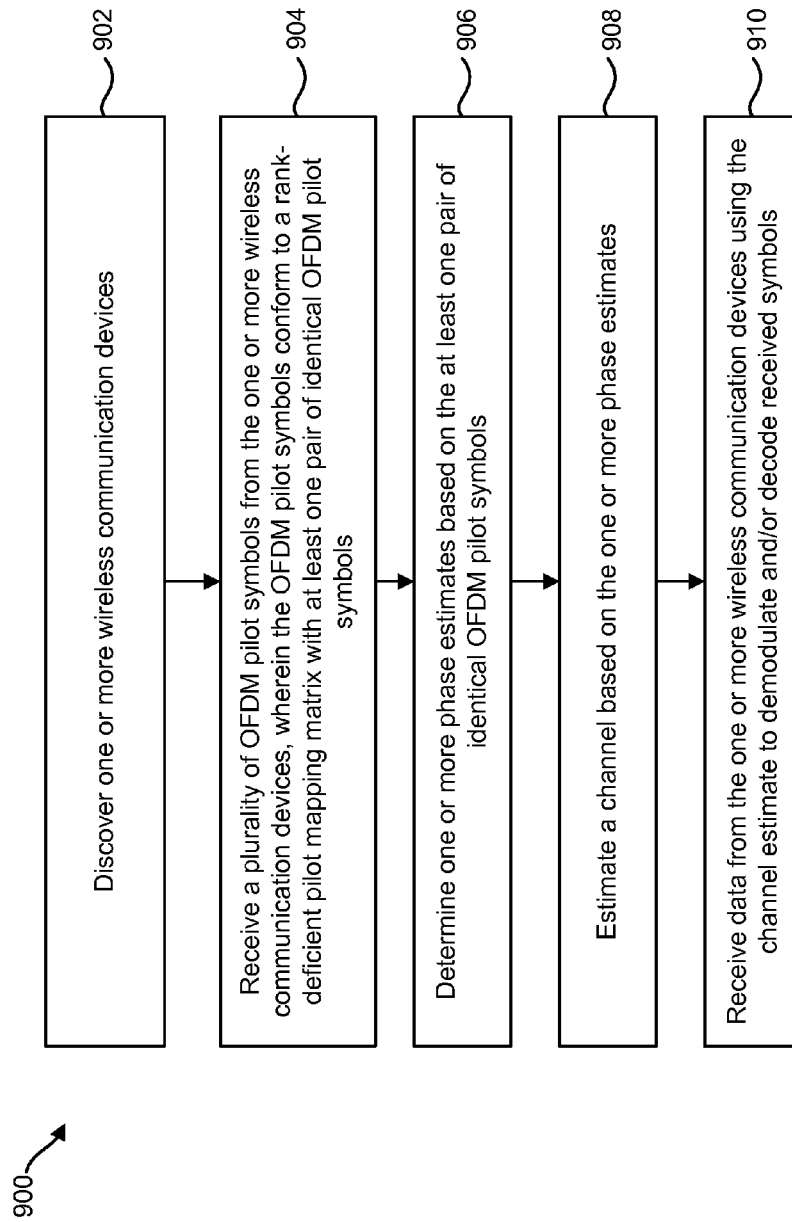 900
Discover one or more wireless communication devices
902
Receive a plurality of OFDM pilot symbols from the one or more wireless
communication devices, wherein the OFDM pilot symbols conform to a rank-
deficient pilot mapping matrix with at least one pair of identical OFDM pilot
symbols
904
Determine one or more phase estimates based on the at least one pair of
identical OFDM pilot symbols
906
Estimate a channel based on the one or more phase estimates
908
Receive data from the one or more wireless communication devices using the
channel estimate to demodulate and/or decode received symbols
910